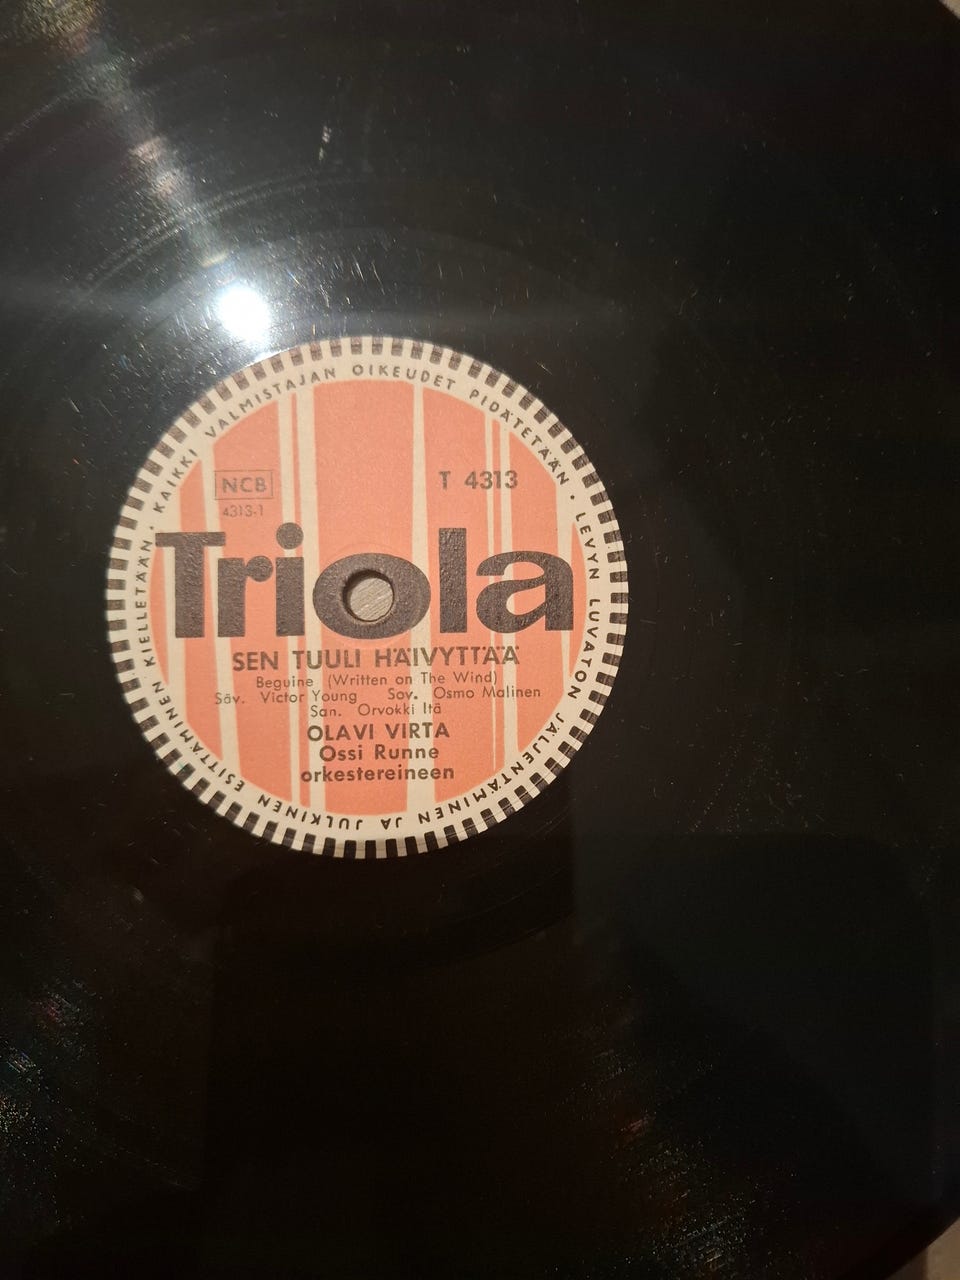 KAIKKI VALMISTAJAN OIKEUDET PIDÄTETÄÄN · LEVYN LUVATON JÄLJENTÄMINEN JA JULKINEN ESITTÄMINEN KIELLETÄÄN.
NCB
T 4313
4313-1
Triola
SEN TUULI HÄIVYTTÄÄ
Beguine (Written on The Wind)
Säv. Victor Young Sov. Osmo Malinen
San. Orvokki Itä
OLAVI VIRTA
Ossi Runne
orkestereineen